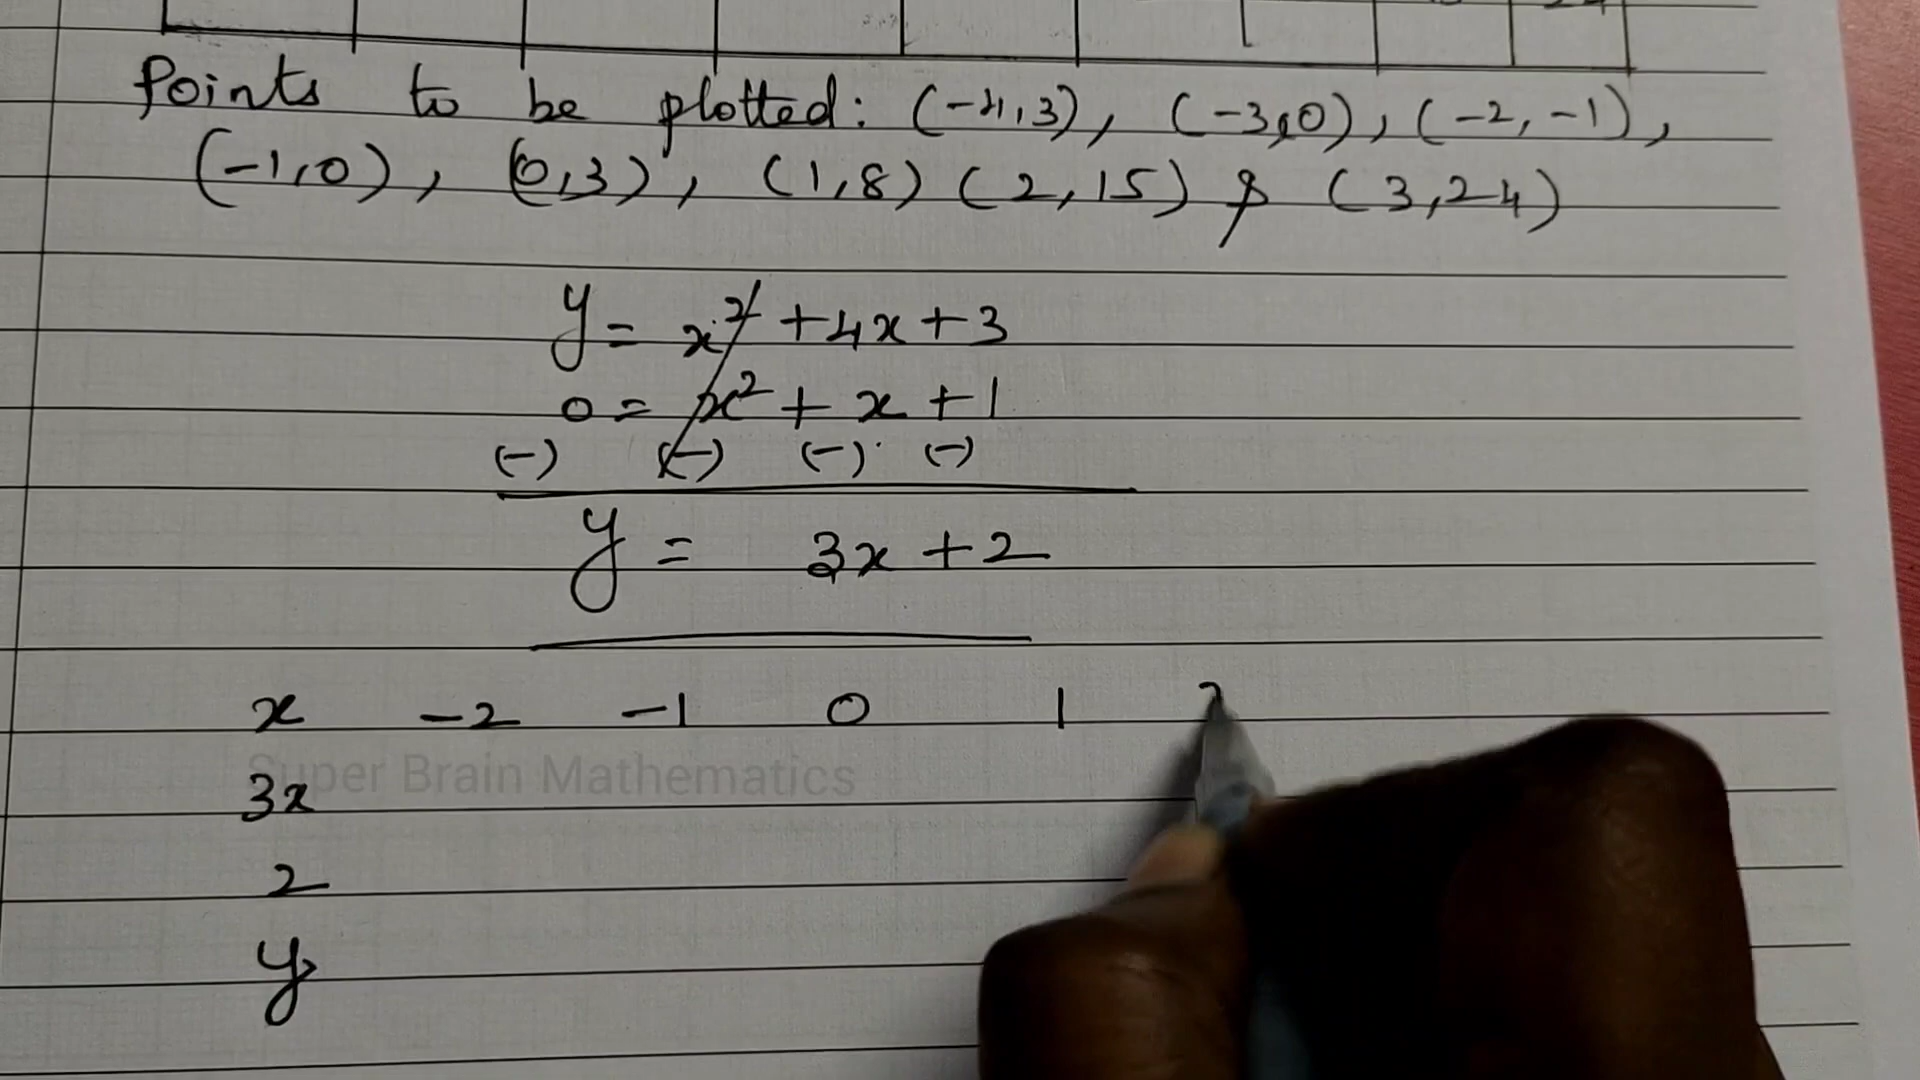 Points to be plotted: (-4,3), (-3,0), (-2,-1),
(-1,0), (0,3), (1,8) (2,15) & (3,24)
y = x² + 4x + 3
0 = x² + x + 1
(-) (-) (-) (-)
y = 3x + 2
x -2 -1 0 1
Super Brain Mathematics
3x
2
y